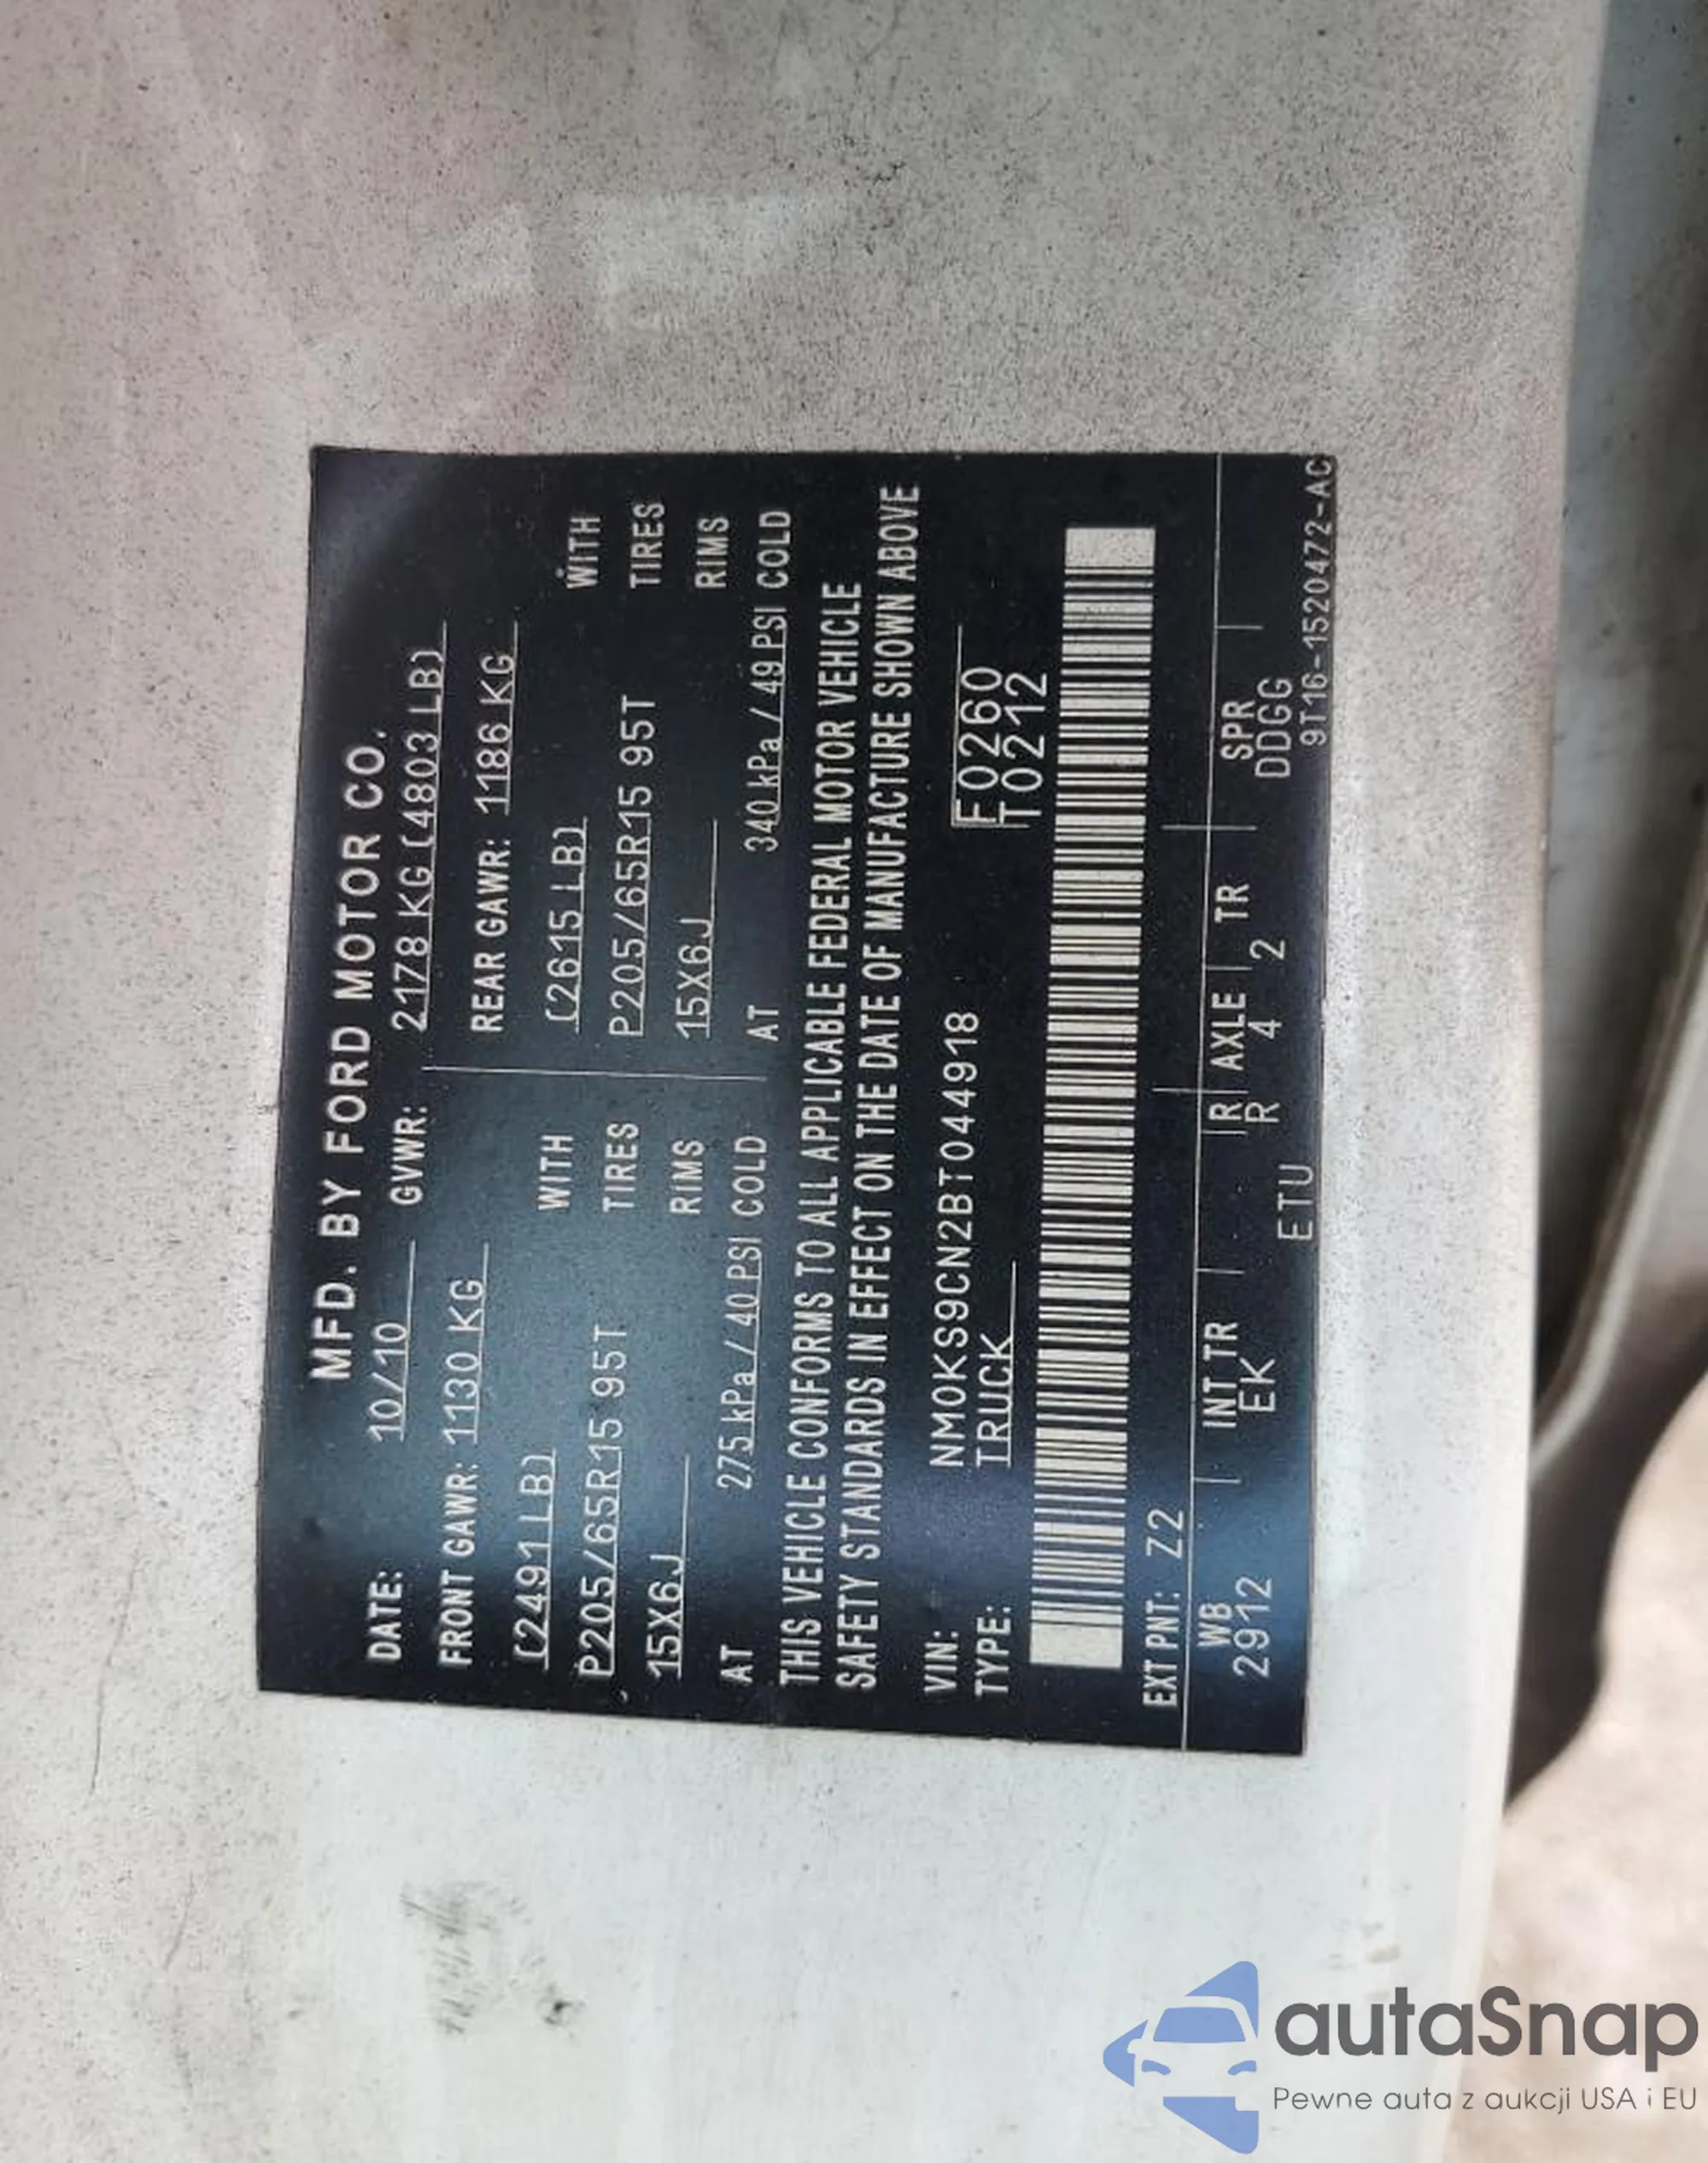 MFD. BY FORD MOTOR CO.
DATE: 10/10 GVWR: 2178 KG (4803 LB)
FRONT GAWR: 1130 KG REAR GAWR: 1186 KG
(2491 LB) WITH (2615 LB) WITH
P205/65R15 95T TIRES P205/65R15 95T TIRES
15X6J RIMS 15X6J RIMS
AT 275 kPa / 40 PSI COLD AT 340 kPa / 49 PSI COLD
THIS VEHICLE CONFORMS TO ALL APPLICABLE FEDERAL MOTOR VEHICLE
SAFETY STANDARDS IN EFFECT ON THE DATE OF MANUFACTURE SHOWN ABOVE
VIN: NM0KS9CN2BT044918 F0260
TYPE: TRUCK T0212
EXT PNT: Z2
WB INT TR R AXLE TR SPR
2912 EK R 4 2 DDGG
ETU 9T16-1520472-AC
autaSnap
Pewne auta z aukcji USA i EU